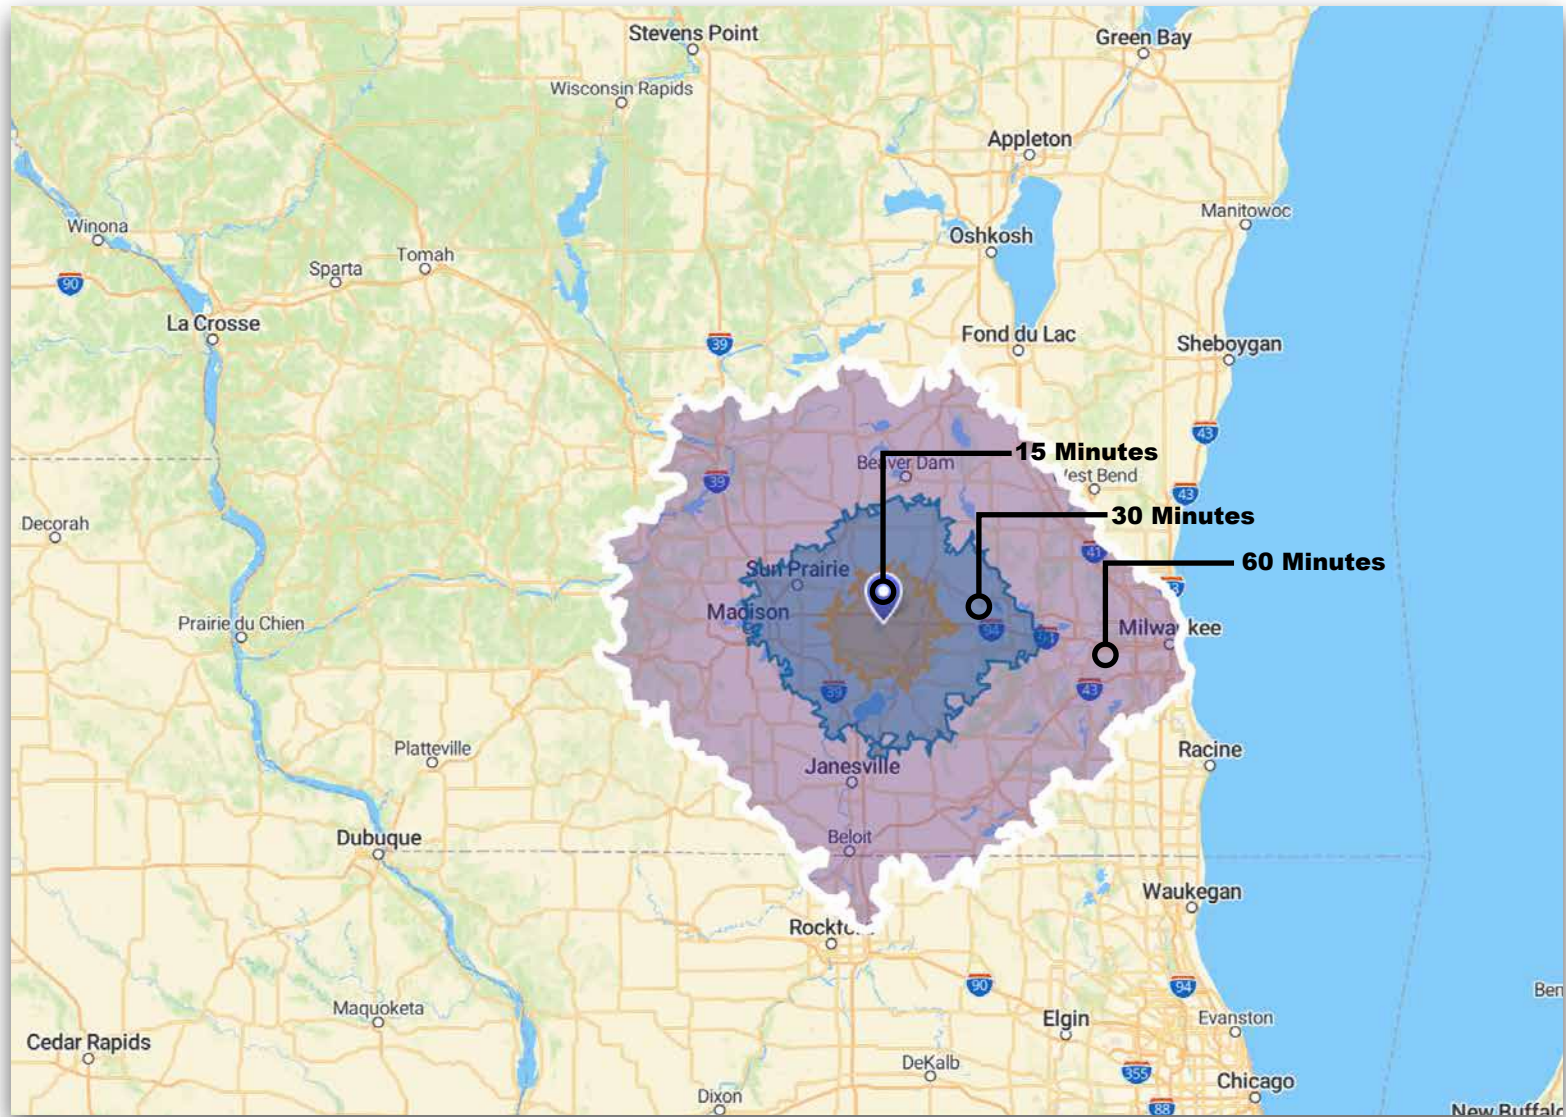 Stevens Point
Green Bay
Wisconsin Rapids
Appleton
Manitowoc
Winona
Oshkosh
Tomah
Sparta
90
La Crosse
Fond du Lac
39
Sheboygan
43
15 Minutes
Beaver Dam
West Bend
39
43
30 Minutes
Decorah
41
60 Minutes
Sun Prairie
Madison
Prairie du Chien
94
Milwaukee
39
43
Platteville
Racine
Janesville
Dubuque
Beloit
Waukegan
Rockford
90
94
Maquoketa
Elgin
Evanston
Cedar Rapids
DeKalb
355
Chicago
Dixon
88
New Buffalo